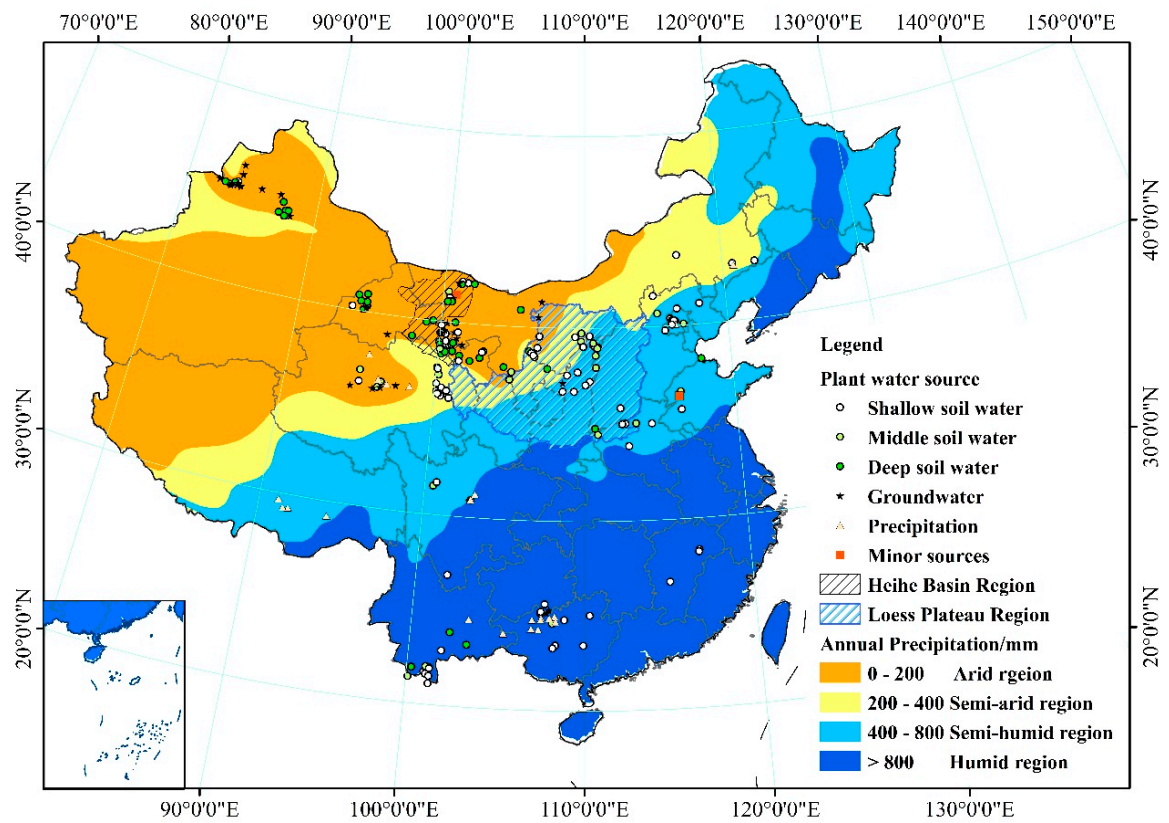 70°0'0"E 80°0'0"E 90°0'0"E 100°0'0"E 110°0'0"E 120°0'0"E 130°0'0"E 140°0'0"E 150°0'0"E
40°0'0"N
30°0'0"N
20°0'0"N
40°0'0"N
30°0'0"N
20°0'0"N
Legend
Plant water source
Shallow soil water
Middle soil water
Deep soil water
Groundwater
Precipitation
Minor sources
Heihe Basin Region
Loess Plateau Region
Annual Precipitation/mm
0 - 200 Arid rgeion
200 - 400 Semi-arid region
400 - 800 Semi-humid region
> 800 Humid region
90°0'0"E 100°0'0"E 110°0'0"E 120°0'0"E 130°0'0"E